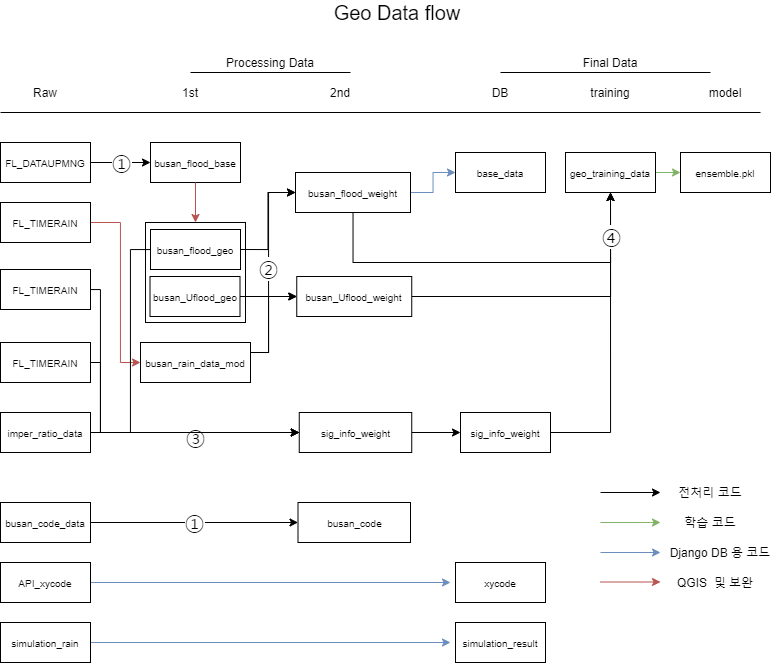 Geo Data flow
Processing Data
Final Data
Raw
1st
2nd
DB
training
model
FL_DATAUPMNG
①
busan_flood_base
busan_flood_weight
base_data
geo_training_data
ensemble.pkl
FL_TIMERAIN
busan_flood_geo
④
②
FL_TIMERAIN
busan_Uflood_geo
busan_Uflood_weight
FL_TIMERAIN
busan_rain_data_mod
imper_ratio_data
③
sig_info_weight
sig_info_weight
busan_code_data
①
busan_code
API_xycode
xycode
simulation_rain
simulation_result
전처리 코드
학습 코드
Django DB 용 코드
QGIS 및 보완